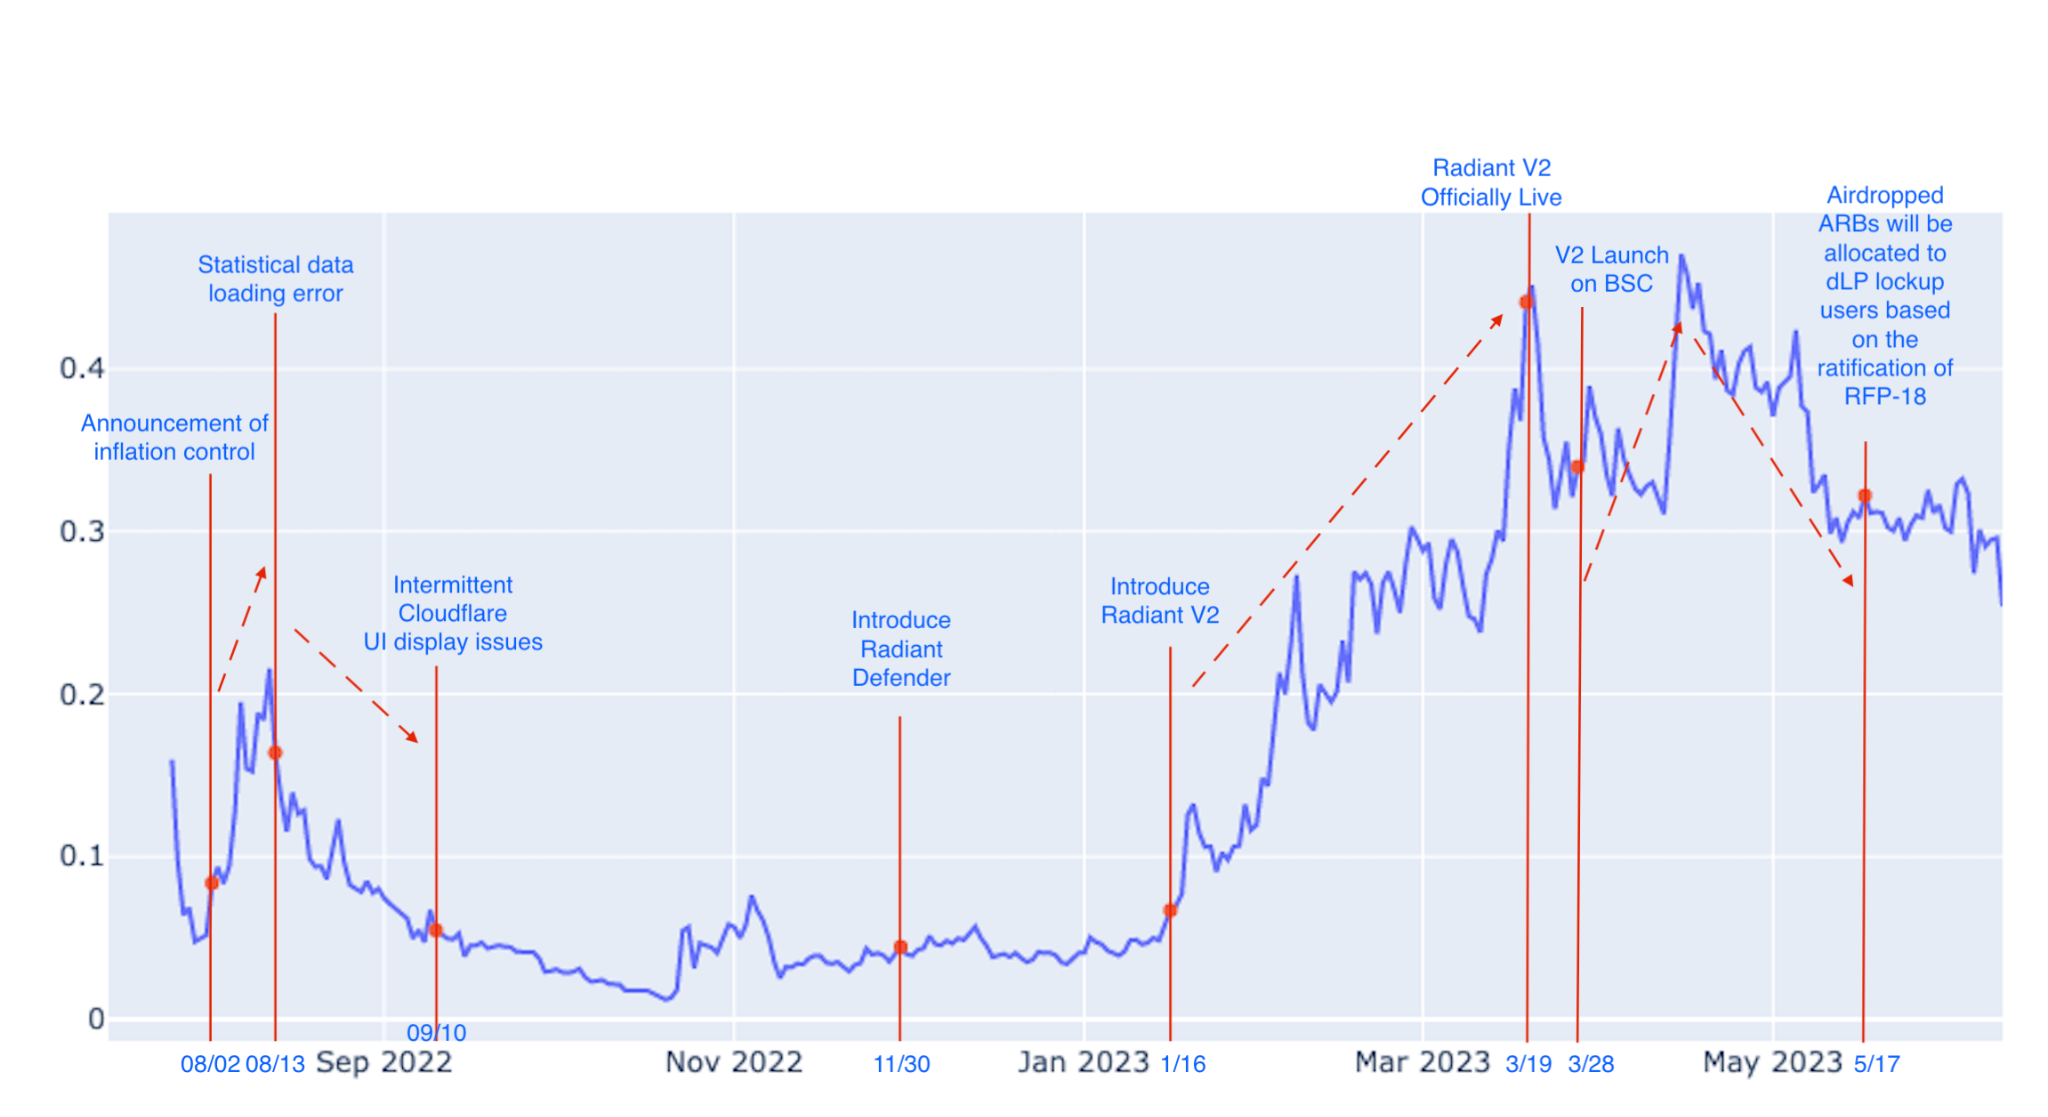 Radiant V2
Officially Live
Airdropped
ARBs will be
allocated to
dLP lockup
users based
on the
ratification of
RFP-18
V2 Launch
on BSC
Statistical data
loading error
Announcement of
inflation control
Intermittent
Cloudflare
UI display issues
Introduce
Radiant
Defender
Introduce
Radiant V2
0.4
0.3
0.2
0.1
0
09/10
08/02 08/13 Sep 2022 Nov 2022 11/30 Jan 2023 1/16 Mar 2023 3/19 3/28 May 2023 5/17